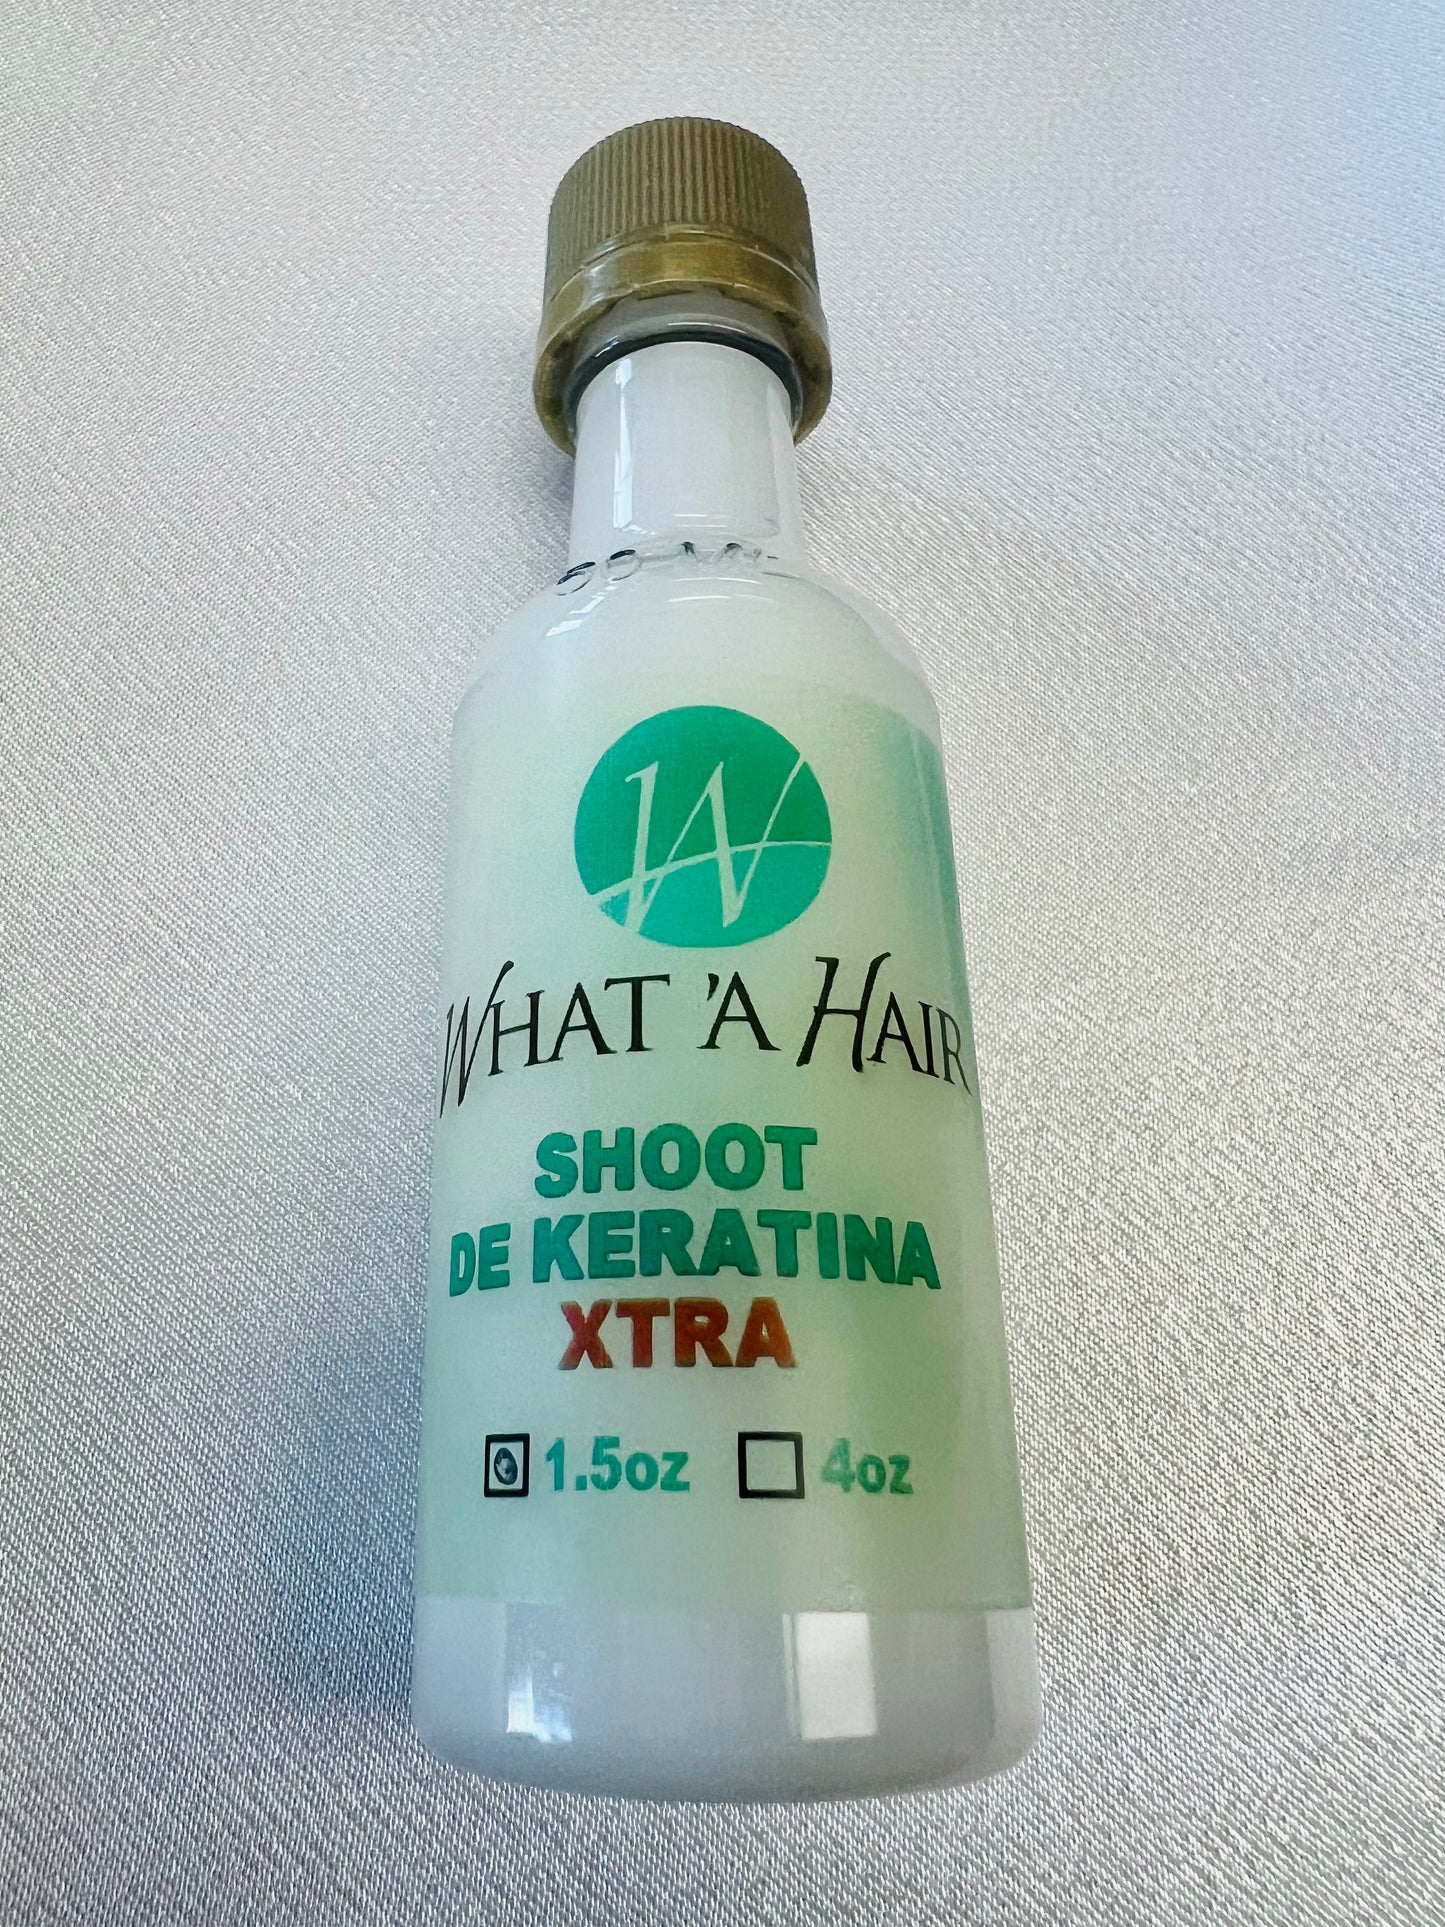 WHAT 'A HAIR
SHOOT
DE KERATINA
XTRA
1.5oz 4oz